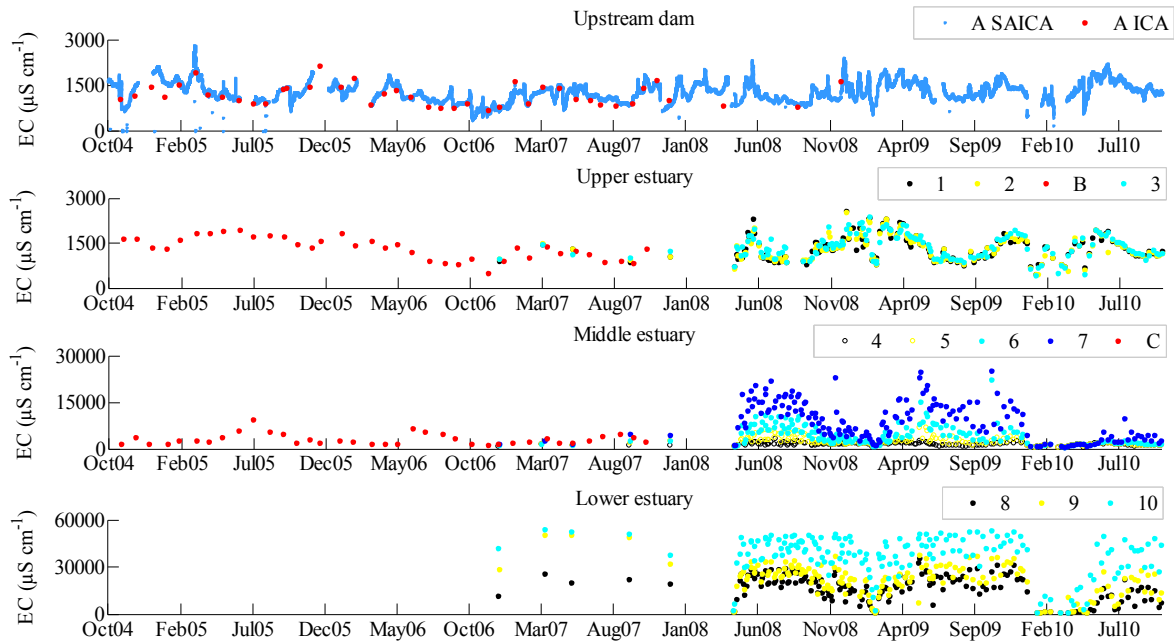 Upstream dam
A SAICA A ICA
EC (µS cm⁻¹)
3000
1500
0
Oct04 Feb05 Jul05 Dec05 May06 Oct06 Mar07 Aug07 Jan08 Jun08 Nov08 Apr09 Sep09 Feb10 Jul10
Upper estuary
1 2 B 3
EC (µS cm⁻¹)
3000
1500
0
Oct04 Feb05 Jul05 Dec05 May06 Oct06 Mar07 Aug07 Jan08 Jun08 Nov08 Apr09 Sep09 Feb10 Jul10
Middle estuary
4 5 6 7 C
EC (µS cm⁻¹)
30000
15000
0
Oct04 Feb05 Jul05 Dec05 May06 Oct06 Mar07 Aug07 Jan08 Jun08 Nov08 Apr09 Sep09 Feb10 Jul10
Lower estuary
8 9 10
EC (µS cm⁻¹)
60000
30000
0
Oct04 Feb05 Jul05 Dec05 May06 Oct06 Mar07 Aug07 Jan08 Jun08 Nov08 Apr09 Sep09 Feb10 Jul10